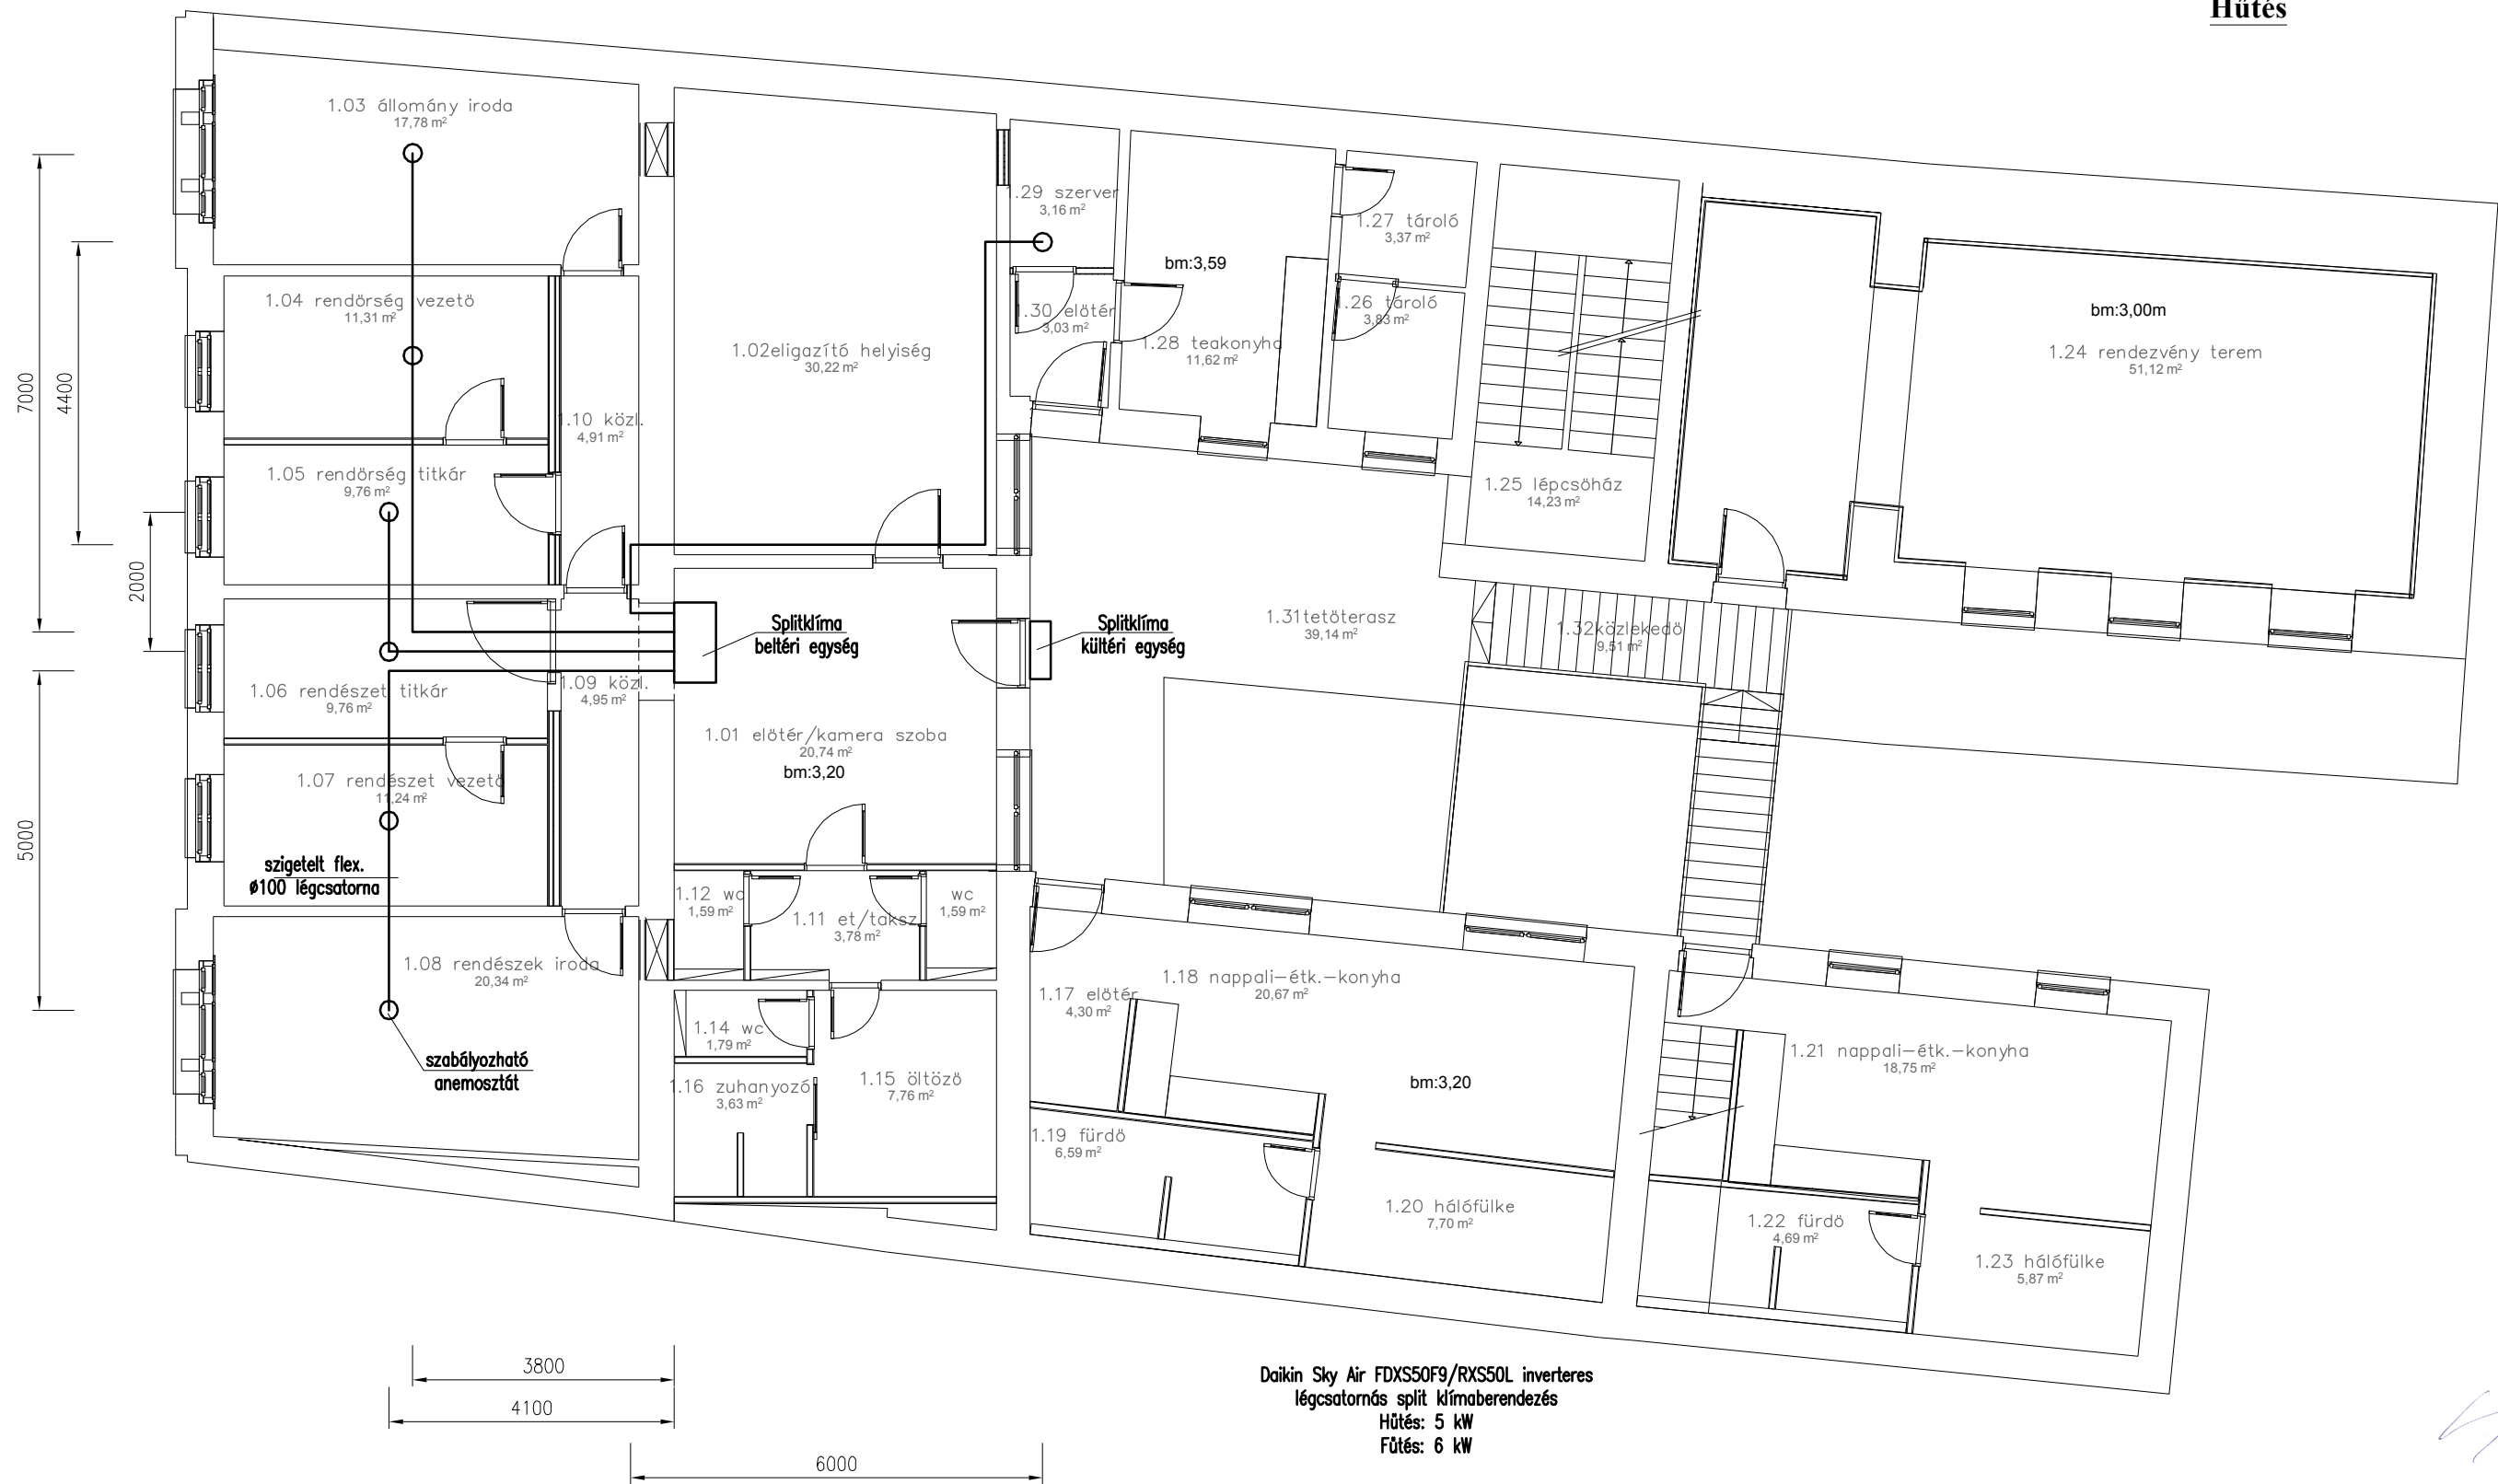 Hűtés
1.03 állomány iroda
17,78 m²
1.04 rendörség vezetö
11,31 m²
1.05 rendörség titkár
9,76 m²
1.06 rendészet titkár
9,76 m²
1.07 rendészet vezetö
11,24 m²
szigetelt flex.
ø100 légcsatorna
1.08 rendészek iroda
20,34 m²
szabályozható
anemosztát
1.10 közl.
4,91 m²
1.09 közl.
4,95 m²
1.02eligazító helyiség
30,22 m²
Splitklíma
beltéri egység
Splitklíma
kültéri egység
1.01 elötér/kamera szoba
20,74 m²
bm:3,20
1.12 wc
1,59 m²
1.11 et/taksz.
3,78 m²
wc
1,59 m²
1.14 wc
1,79 m²
1.16 zuhanyozó
3,63 m²
1.15 öltözö
7,76 m²
.29 szerver
3,16 m²
.30 elötér
3,03 m²
bm:3,59
1.28 teakonyha
11,62 m²
1.27 tároló
3,37 m²
.26 tároló
3,83 m²
1.25 lépcsöház
14,23 m²
bm:3,00m
1.24 rendezvény terem
51,12 m²
1.31tetöterasz
39,14 m²
1.32közlekedö
9,51 m²
1.18 nappali-étk.-konyha
20,67 m²
1.17 elötér
4,30 m²
1.19 fürdö
6,59 m²
bm:3,20
1.20 hálófülke
7,70 m²
1.21 nappali-étk.-konyha
18,75 m²
1.22 fürdö
4,69 m²
1.23 hálófülke
5,87 m²
7000
4400
2000
5000
3800
4100
6000
Daikin Sky Air FDXS50F9/RXS50L inverteres
légcsatornás split klímaberendezés
Hűtés: 5 kW
Fűtés: 6 kW